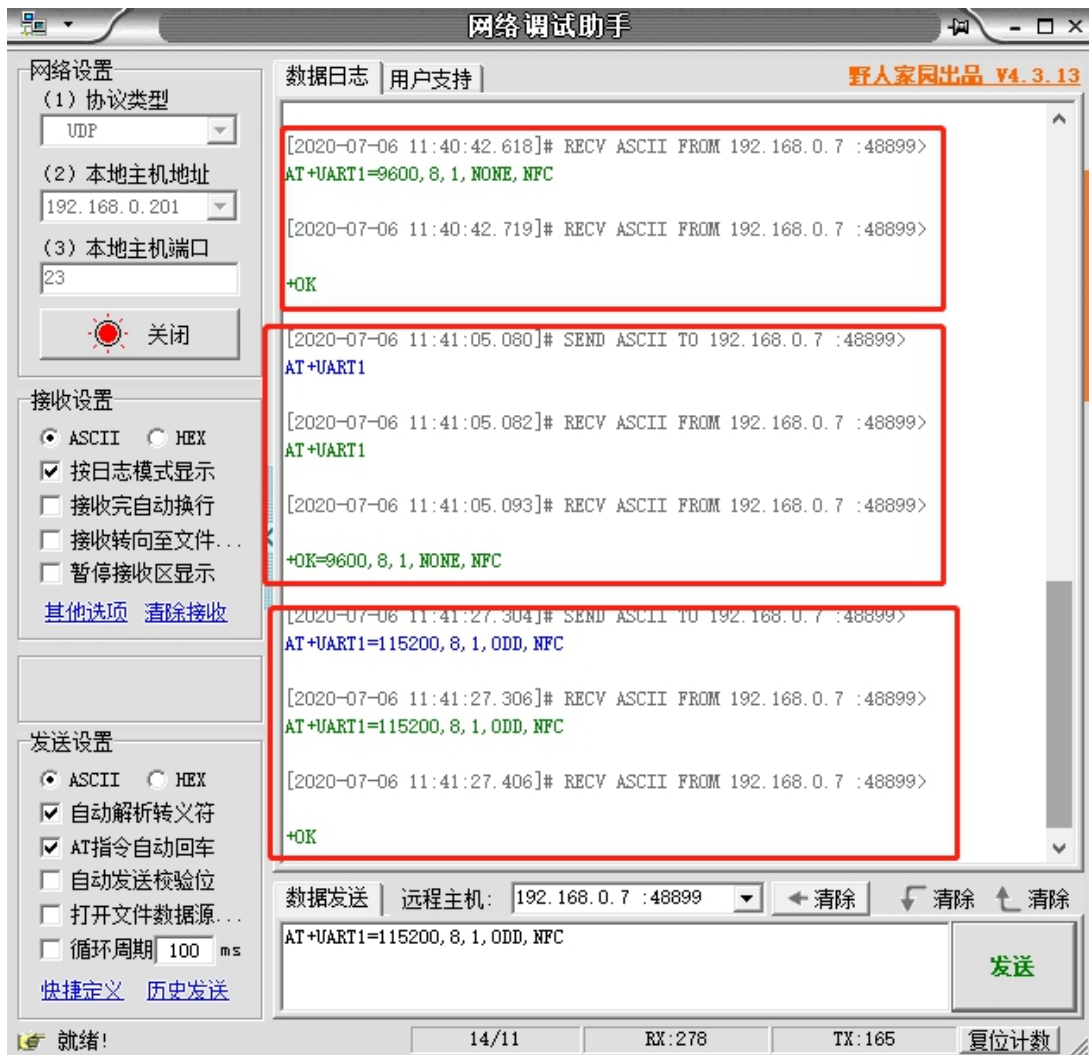 网络调试助手
网络设置
(1) 协议类型
UDP
(2) 本地主机地址
192.168.0.201
(3) 本地主机端口
23
关闭
接收设置
ASCII HEX
按日志模式显示
接收完自动换行
接收转向至文件...
暂停接收区显示
其他选项 清除接收
发送设置
ASCII HEX
自动解析转义符
AT指令自动回车
自动发送校验位
打开文件数据源...
循环周期 100 ms
快捷定义 历史发送
数据日志 用户支持 野人家园出品 V4.3.13
[2020-07-06 11:40:42.618]# RECV ASCII FROM 192.168.0.7 :48899>
AT+UART1=9600,8,1,NONE,NFC
[2020-07-06 11:40:42.719]# RECV ASCII FROM 192.168.0.7 :48899>
+OK
[2020-07-06 11:41:05.080]# SEND ASCII TO 192.168.0.7 :48899>
AT+UART1
[2020-07-06 11:41:05.082]# RECV ASCII FROM 192.168.0.7 :48899>
AT+UART1
[2020-07-06 11:41:05.093]# RECV ASCII FROM 192.168.0.7 :48899>
+OK=9600,8,1,NONE,NFC
[2020-07-06 11:41:27.304]# SEND ASCII TO 192.168.0.7 :48899>
AT+UART1=115200,8,1,ODD,NFC
[2020-07-06 11:41:27.306]# RECV ASCII FROM 192.168.0.7 :48899>
AT+UART1=115200,8,1,ODD,NFC
[2020-07-06 11:41:27.406]# RECV ASCII FROM 192.168.0.7 :48899>
+OK
数据发送 远程主机: 192.168.0.7 :48899 清除 清除 清除
AT+UART1=115200,8,1,ODD,NFC
发送
就绪! 14/11 RX:278 TX:165 复位计数